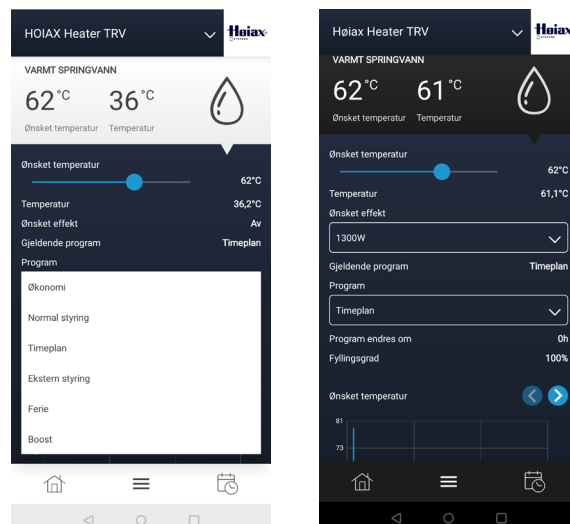 HOIAX Heater TRV
Høiax
VARMT SPRINGVANN
62°C 36°C
Ønsket temperatur Temperatur
Ønsket temperatur
62°C
Temperatur 36,2°C
Ønsket effekt Av
Gjeldende program Timeplan
Program
Økonomi
Normal styring
Timeplan
Ekstern styring
Ferie
Boost
Høiax Heater TRV
Høiax
VARMT SPRINGVANN
62°C 61°C
Ønsket temperatur Temperatur
Ønsket temperatur
62°C
Temperatur 61,1°C
Ønsket effekt
1300W
Gjeldende program Timeplan
Program
Timeplan
Program endres om 0h
Fyllingsgrad 100%
Ønsket temperatur
81
73